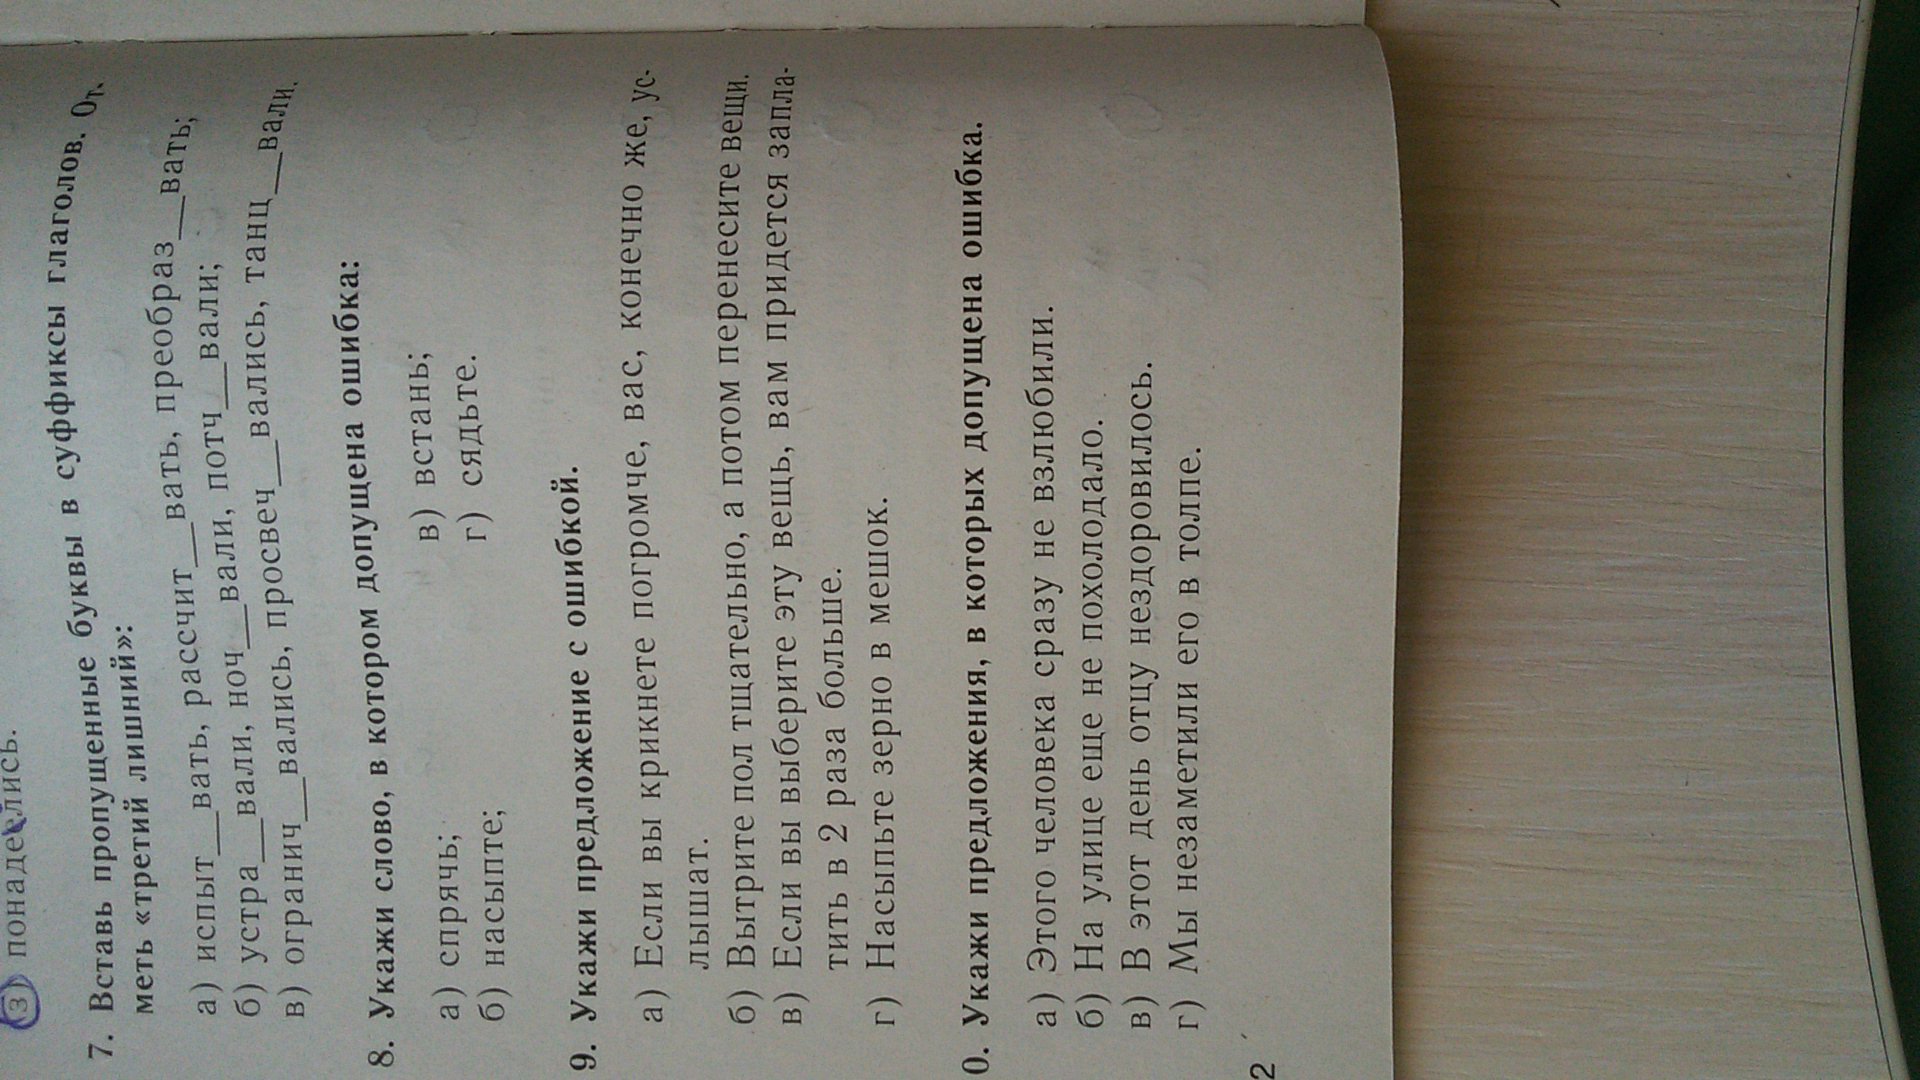 3) понаделись.
7. Вставь пропущенные буквы в суффиксы глаголов. От-
меть «третий лишний»:
а) испыт__вать, рассчит__вать, преобраз__вать;
б) устра__вали, ноч__вали, потч__вали;
в) огранич__вались, просвеч__вались, танц__вали.
8. Укажи слово, в котором допущена ошибка:
а) спрячь; в) встань;
б) насыпте; г) сядьте.
9. Укажи предложение с ошибкой.
а) Если вы крикнете погромче, вас, конечно же, ус-
лышат.
б) Вытрите пол тщательно, а потом перенесите вещи.
в) Если вы выберите эту вещь, вам придется запла-
тить в 2 раза больше.
г) Насыпьте зерно в мешок.
0. Укажи предложения, в которых допущена ошибка.
а) Этого человека сразу не взлюбили.
б) На улице еще не похолодало.
в) В этот день отцу нездоровилось.
г) Мы незаметили его в толпе.
2